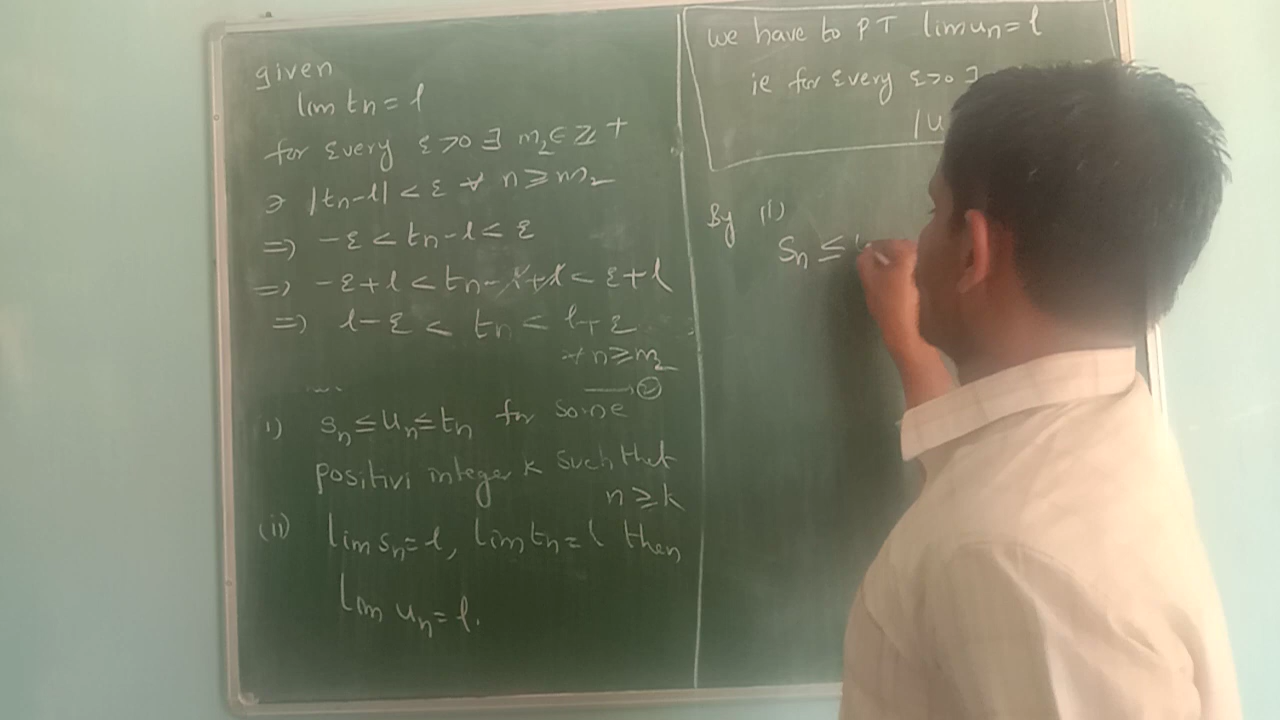 given
lim tn = l
for Every ε >0 ∃ m2 ∈ Z+
∋ |tn-l| < ε ∀ n ≥ m2
=> -ε < tn-l < ε
=> -ε+l < tn-l+l < ε+l
=> l-ε < tn < l+ε
∀ n ≥ m2
→ ②
i) sn ≤ un ≤ tn for some
positivi integer k such that
n ≥ k
(ii) lim sn = l, lim tn = l then
lim un = l.
we have to PT lim un = l
ie for Every ε>0 ∃
|u
By (i)
Sn ≤